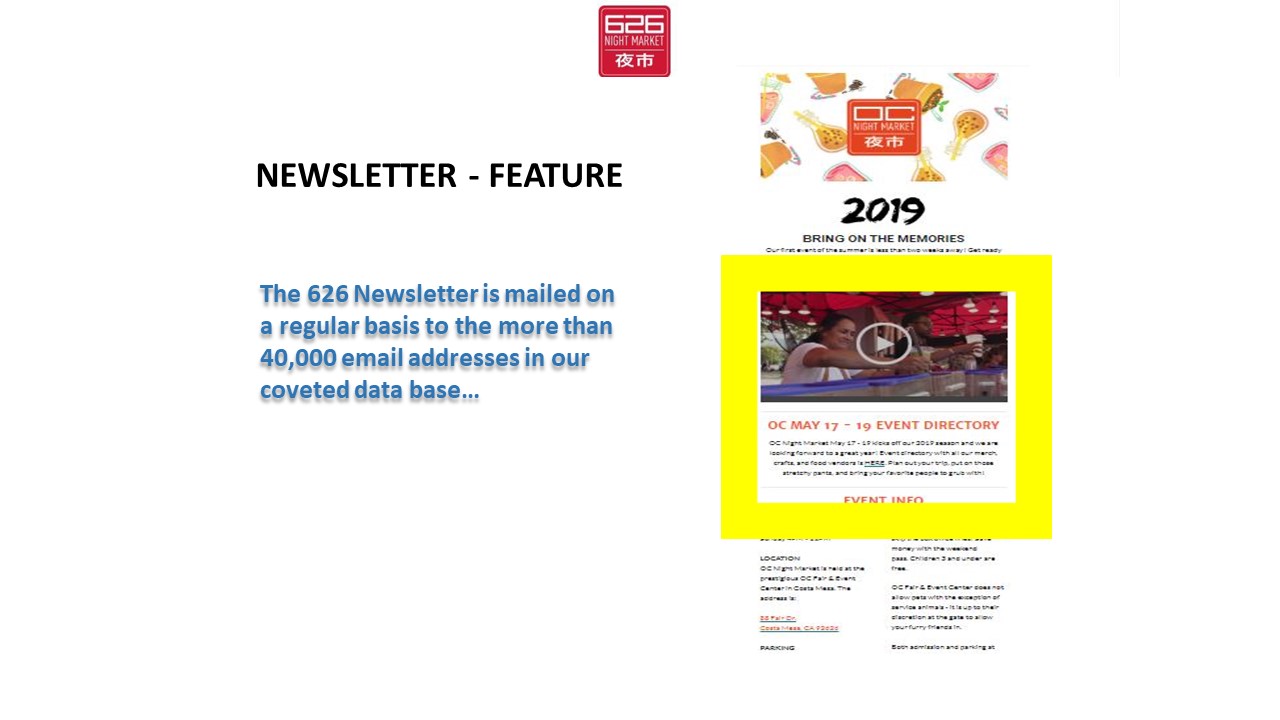 626
NIGHT MARKET
夜市
NEWSLETTER - FEATURE
The 626 Newsletter is mailed on
a regular basis to the more than
40,000 email addresses in our
coveted data base...
OC
NIGHT MARKET
夜市
2019
BRING ON THE MEMORIES
Our first event of the summer is less than two weeks away! Get ready
OC MAY 17 - 19 EVENT DIRECTORY
OC Night Market May 17 - 19 kicks off our 2019 season and we are
looking forward to a great year! Event directory with all our merch,
crafts, and food vendors is HERE. Plan out your trip, put on those
stretchy pants, and bring your favorite people to grub with!
EVENT INFO
LOCATION
OC Night Market is held at the
prestigious OC Fair & Event
Center in Costa Mesa. The
address is:
88 Fair Dr.
Costa Mesa, CA 92626
PARKING
money with the weekend
pass. Children 3 and under are
free.
OC Fair & Event Center does not
allow pets with the exception of
service animals - it is up to their
discretion at the gate to allow
your furry friends in.
Both admission and parking at